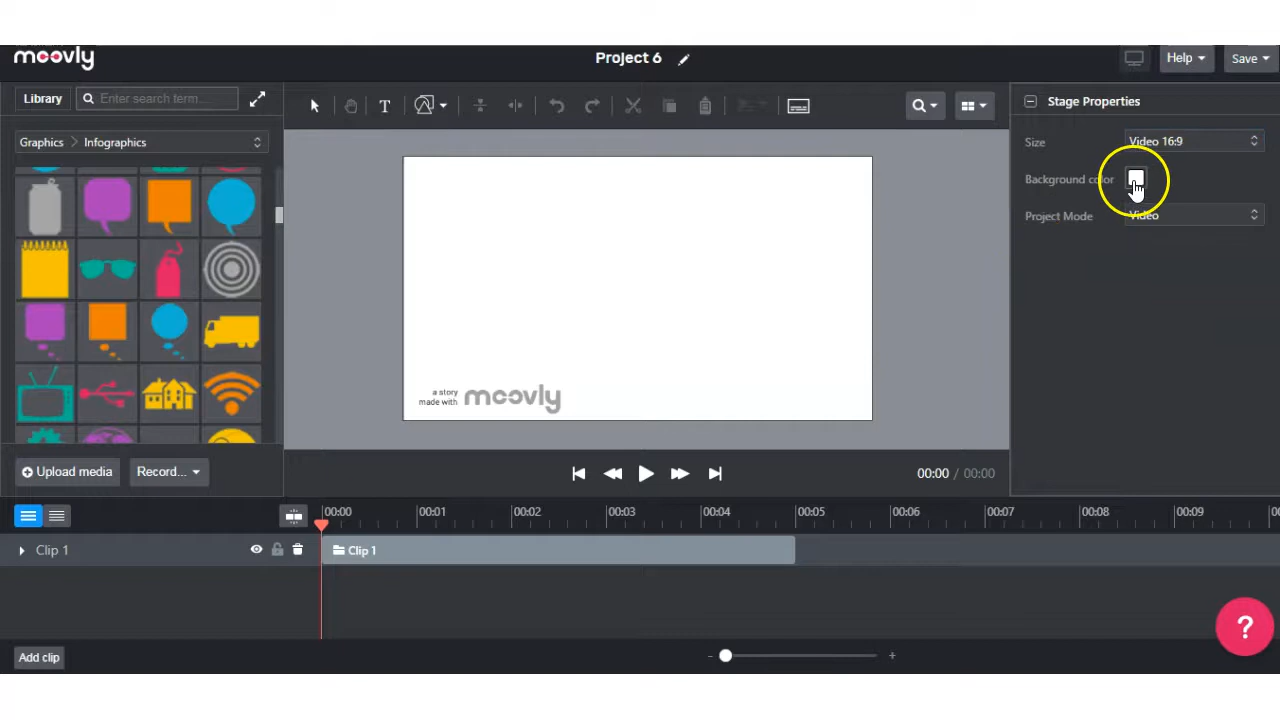 moovly
Project 6
Help
Save
Library
Enter search term...
T
Stage Properties
Graphics > Infographics
Size
Video 16:9
Background color
Project Mode
Video
a story
made with moovly
Upload media
Record...
00:00 / 00:00
00:00 00:01 00:02 00:03 00:04 00:05 00:06 00:07 00:08 00:09
Clip 1
Clip 1
?
Add clip
- +